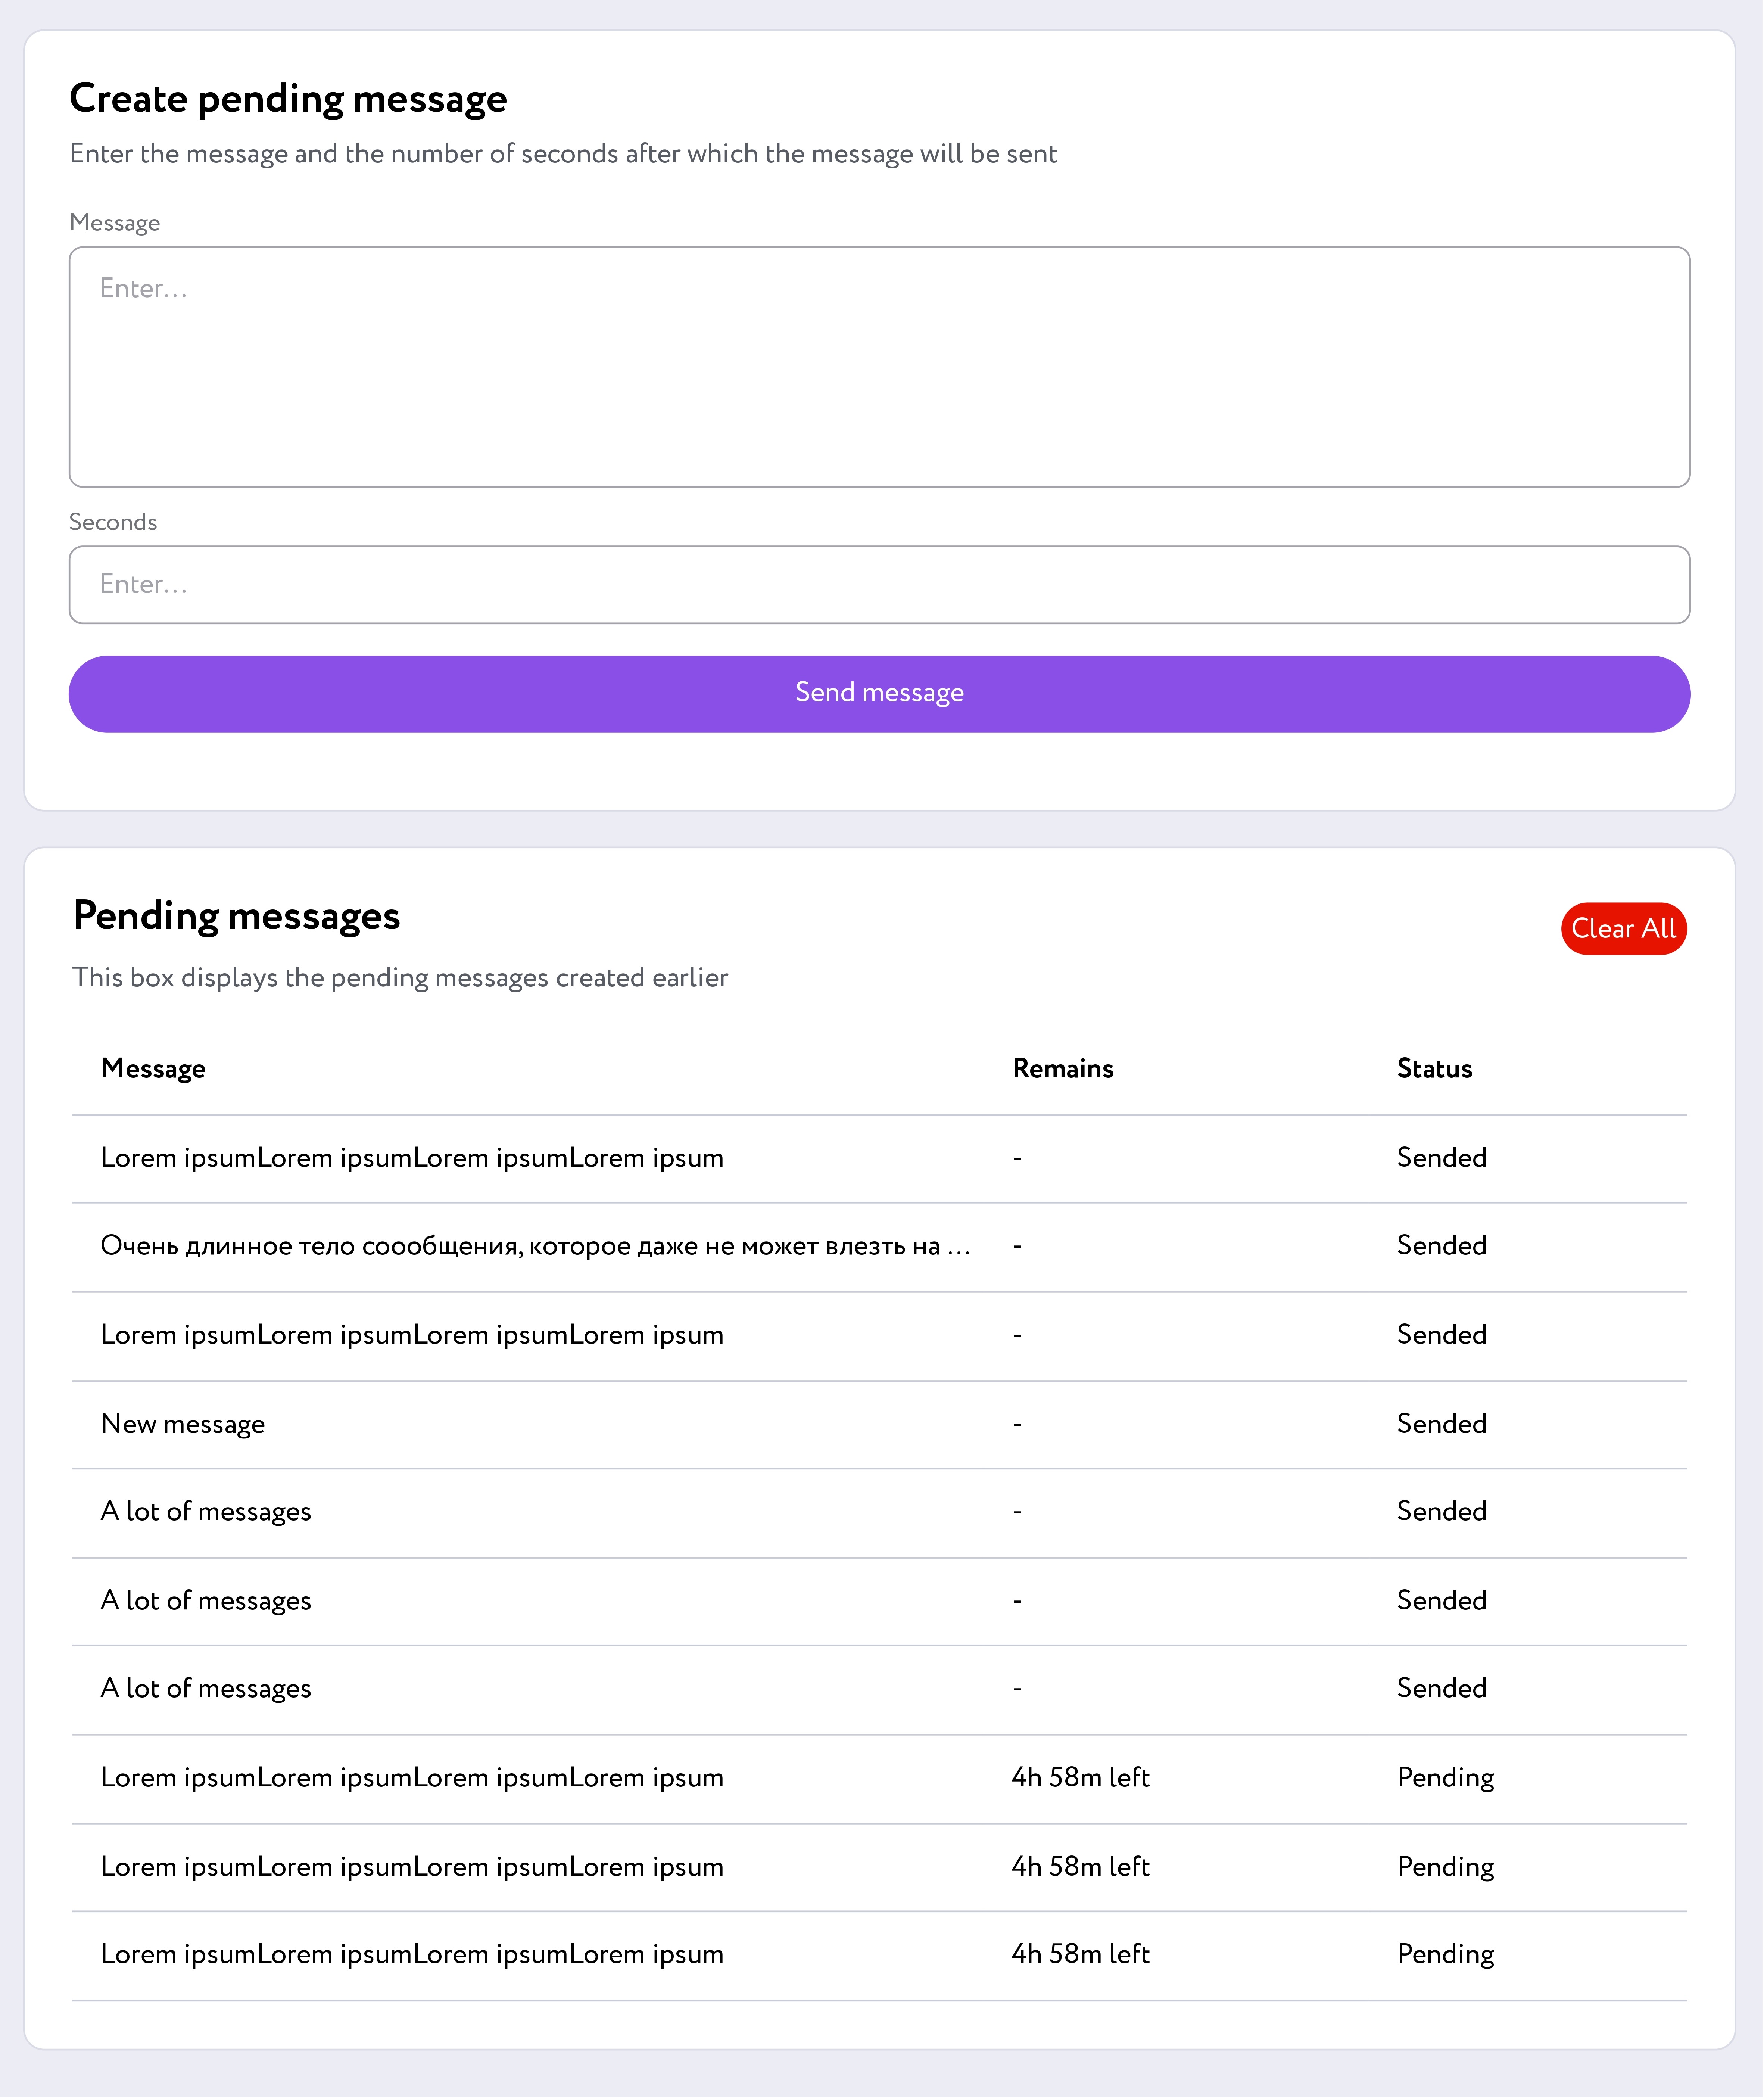 Create pending message
Enter the message and the number of seconds after which the message will be sent
Message
Enter...
Seconds
Enter...
Send message
Pending messages
Clear All
This box displays the pending messages created earlier
Message Remains Status
Lorem ipsumLorem ipsumLorem ipsumLorem ipsum - Sended
Очень длинное тело соообщения, которое даже не может влезть на ... - Sended
Lorem ipsumLorem ipsumLorem ipsumLorem ipsum - Sended
New message - Sended
A lot of messages - Sended
A lot of messages - Sended
A lot of messages - Sended
Lorem ipsumLorem ipsumLorem ipsumLorem ipsum 4h 58m left Pending
Lorem ipsumLorem ipsumLorem ipsumLorem ipsum 4h 58m left Pending
Lorem ipsumLorem ipsumLorem ipsumLorem ipsum 4h 58m left Pending